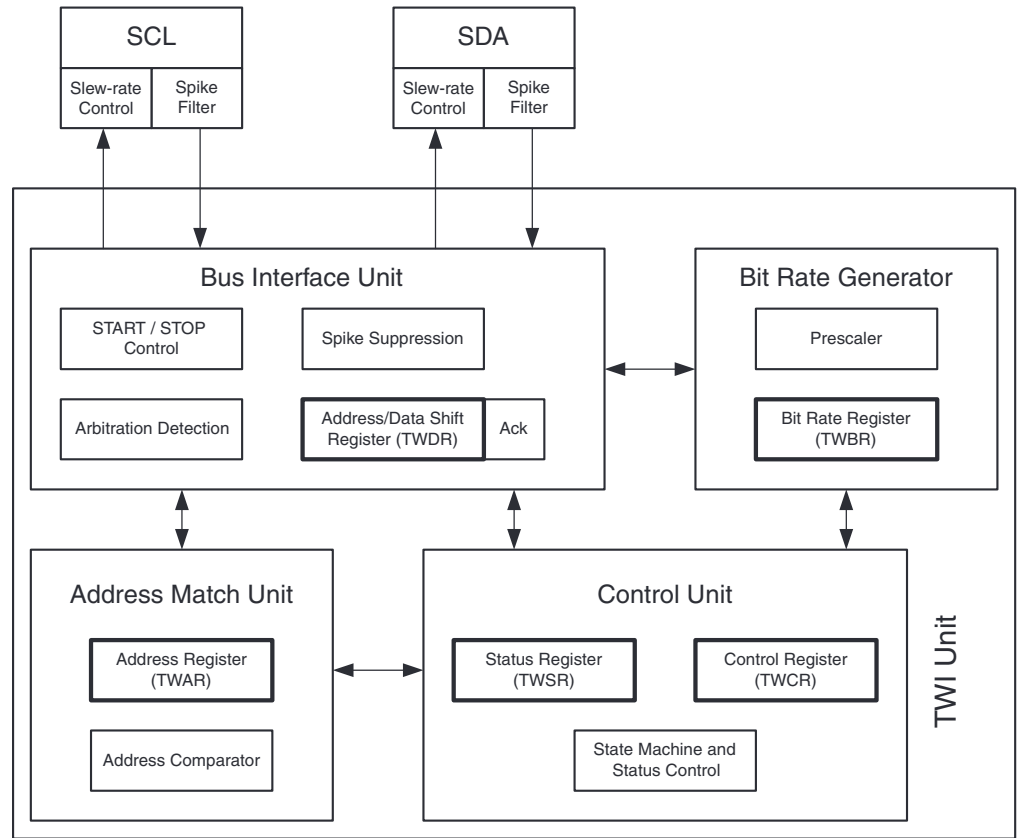 SCL
Slew-rate
Control
Spike
Filter
SDA
Slew-rate
Control
Spike
Filter
Bus Interface Unit
START / STOP
Control
Spike Suppression
Arbitration Detection
Address/Data Shift
Register (TWDR)
Ack
Bit Rate Generator
Prescaler
Bit Rate Register
(TWBR)
Address Match Unit
Address Register
(TWAR)
Address Comparator
Control Unit
Status Register
(TWSR)
Control Register
(TWCR)
State Machine and
Status Control
TWI Unit